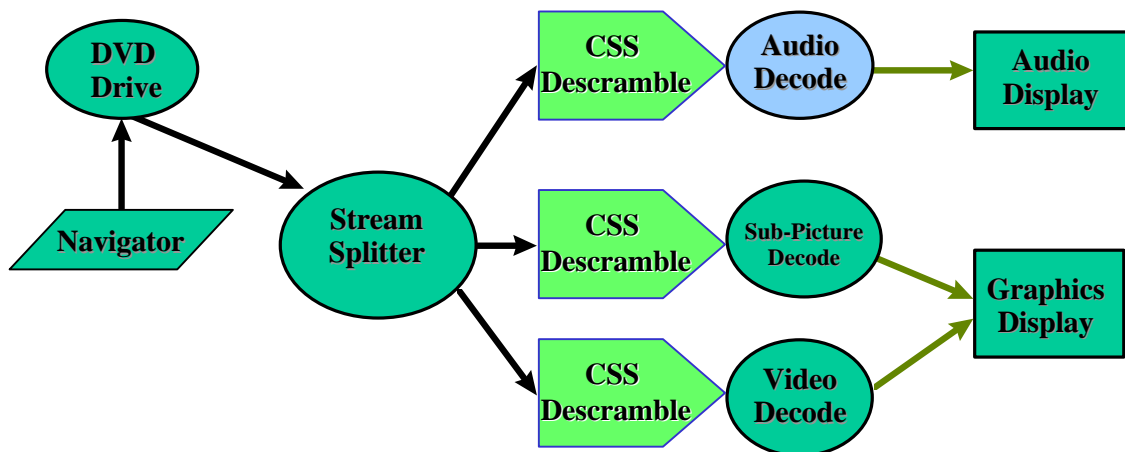 DVD
Drive
Navigator
Stream
Splitter
CSS
Descramble
Audio
Decode
Audio
Display
CSS
Descramble
Sub-Picture
Decode
CSS
Descramble
Video
Decode
Graphics
Display